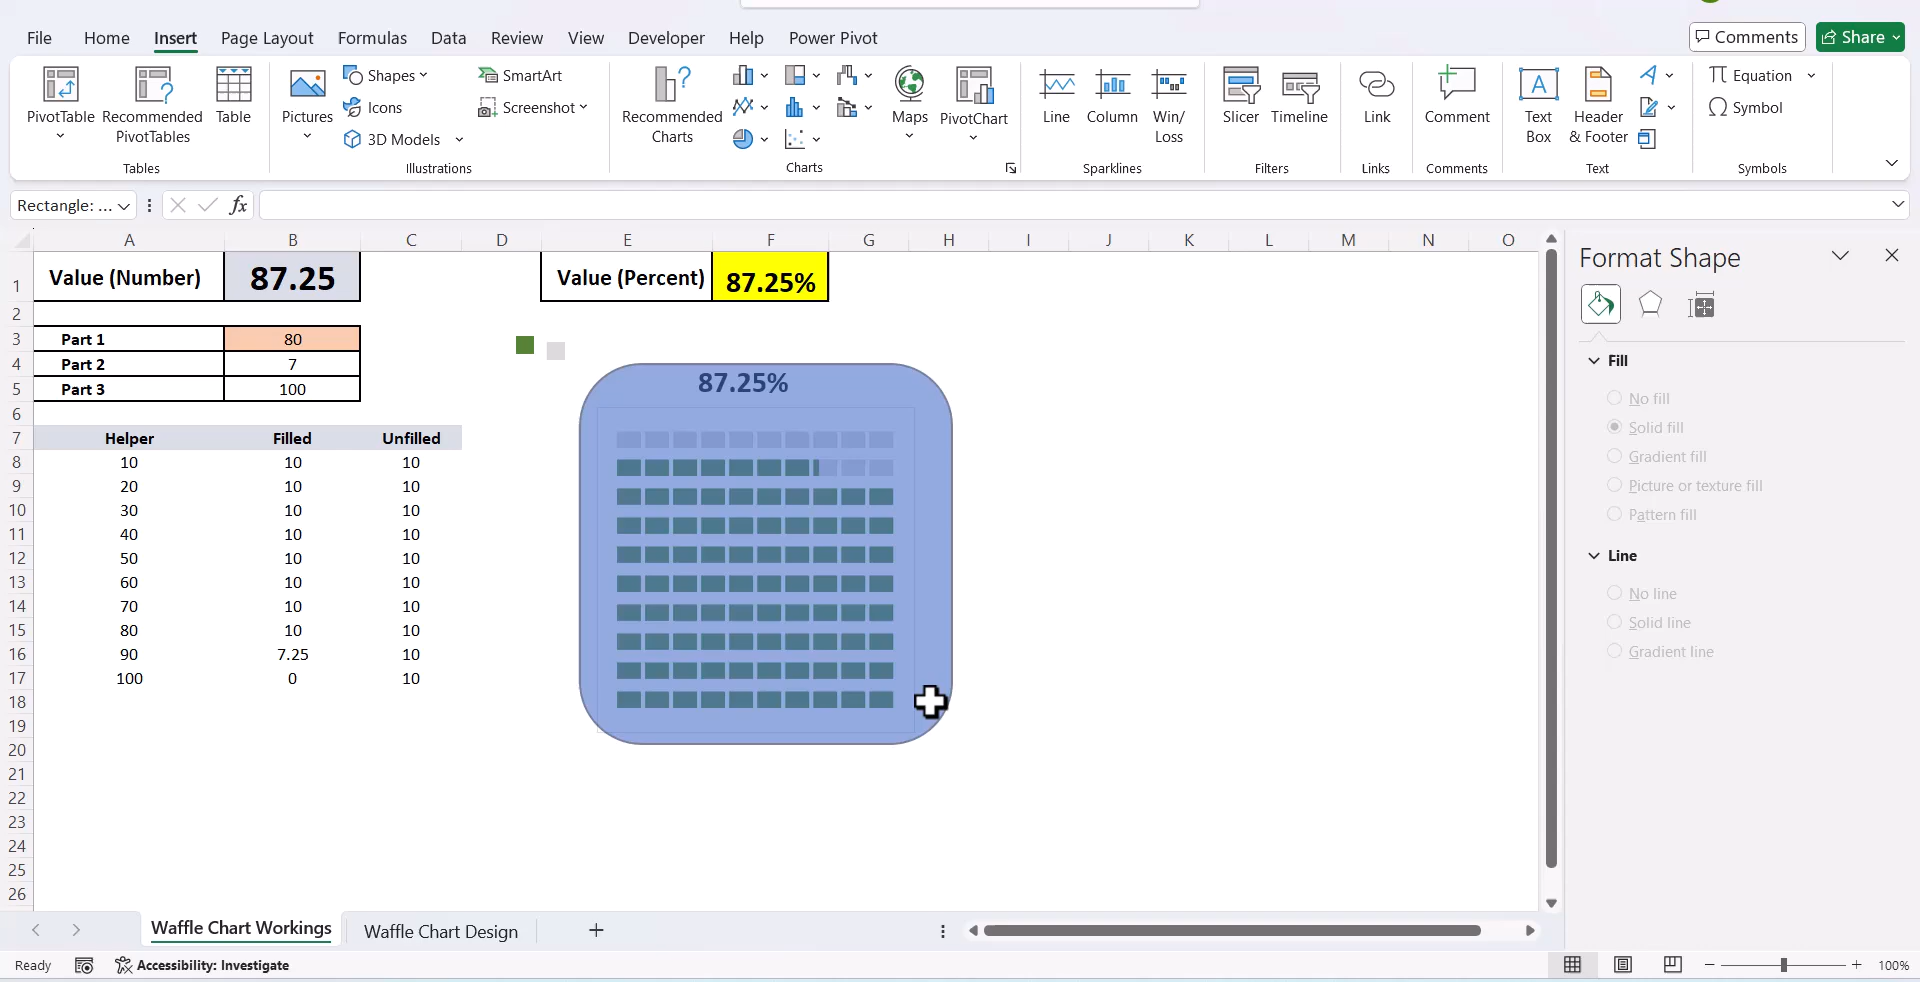 File Home Insert Page Layout Formulas Data Review View Developer Help Power Pivot Comments Share
PivotTable Recommended PivotTables Table Pictures Shapes Icons 3D Models SmartArt Screenshot Recommended Charts Maps PivotChart Line Column Win/ Loss Slicer Timeline Link Comment Text Box Header & Footer Equation Symbol
Tables Illustrations Charts Sparklines Filters Links Comments Text Symbols
Rectangle: ... fx
A B C D E F G H I J K L M N O
1 Value (Number) 87.25 Value (Percent) 87.25%
2
3 Part 1 80
4 Part 2 7
5 Part 3 100
6
7 Helper Filled Unfilled
8 10 10 10
9 20 10 10
10 30 10 10
11 40 10 10
12 50 10 10
13 60 10 10
14 70 10 10
15 80 10 10
16 90 7.25 10
17 100 0 10
18
19
20
21
22
23
24
25
26
87.25%
Format Shape
Fill
No fill
Solid fill
Gradient fill
Picture or texture fill
Pattern fill
Line
No line
Solid line
Gradient line
Waffle Chart Workings Waffle Chart Design
Ready Accessibility: Investigate 100%